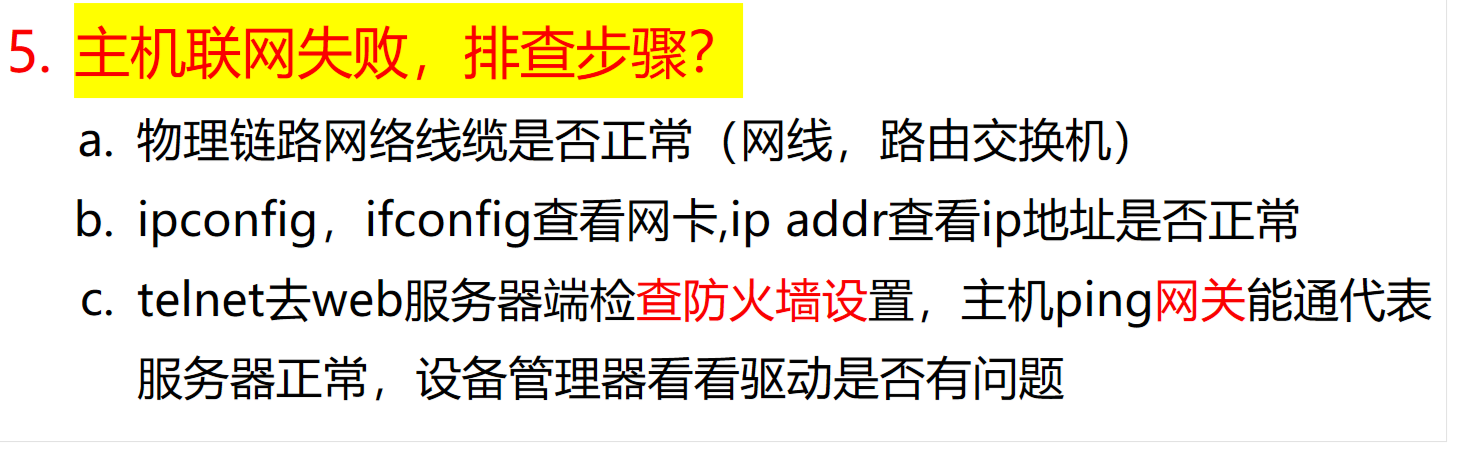 5. 主机联网失败，排查步骤？
a. 物理链路网络线缆是否正常（网线，路由交换机）
b. ipconfig，ifconfig查看网卡,ip addr查看ip地址是否正常
c. telnet去web服务器端检查防火墙设置，主机ping网关能通代表
服务器正常，设备管理器看看驱动是否有问题